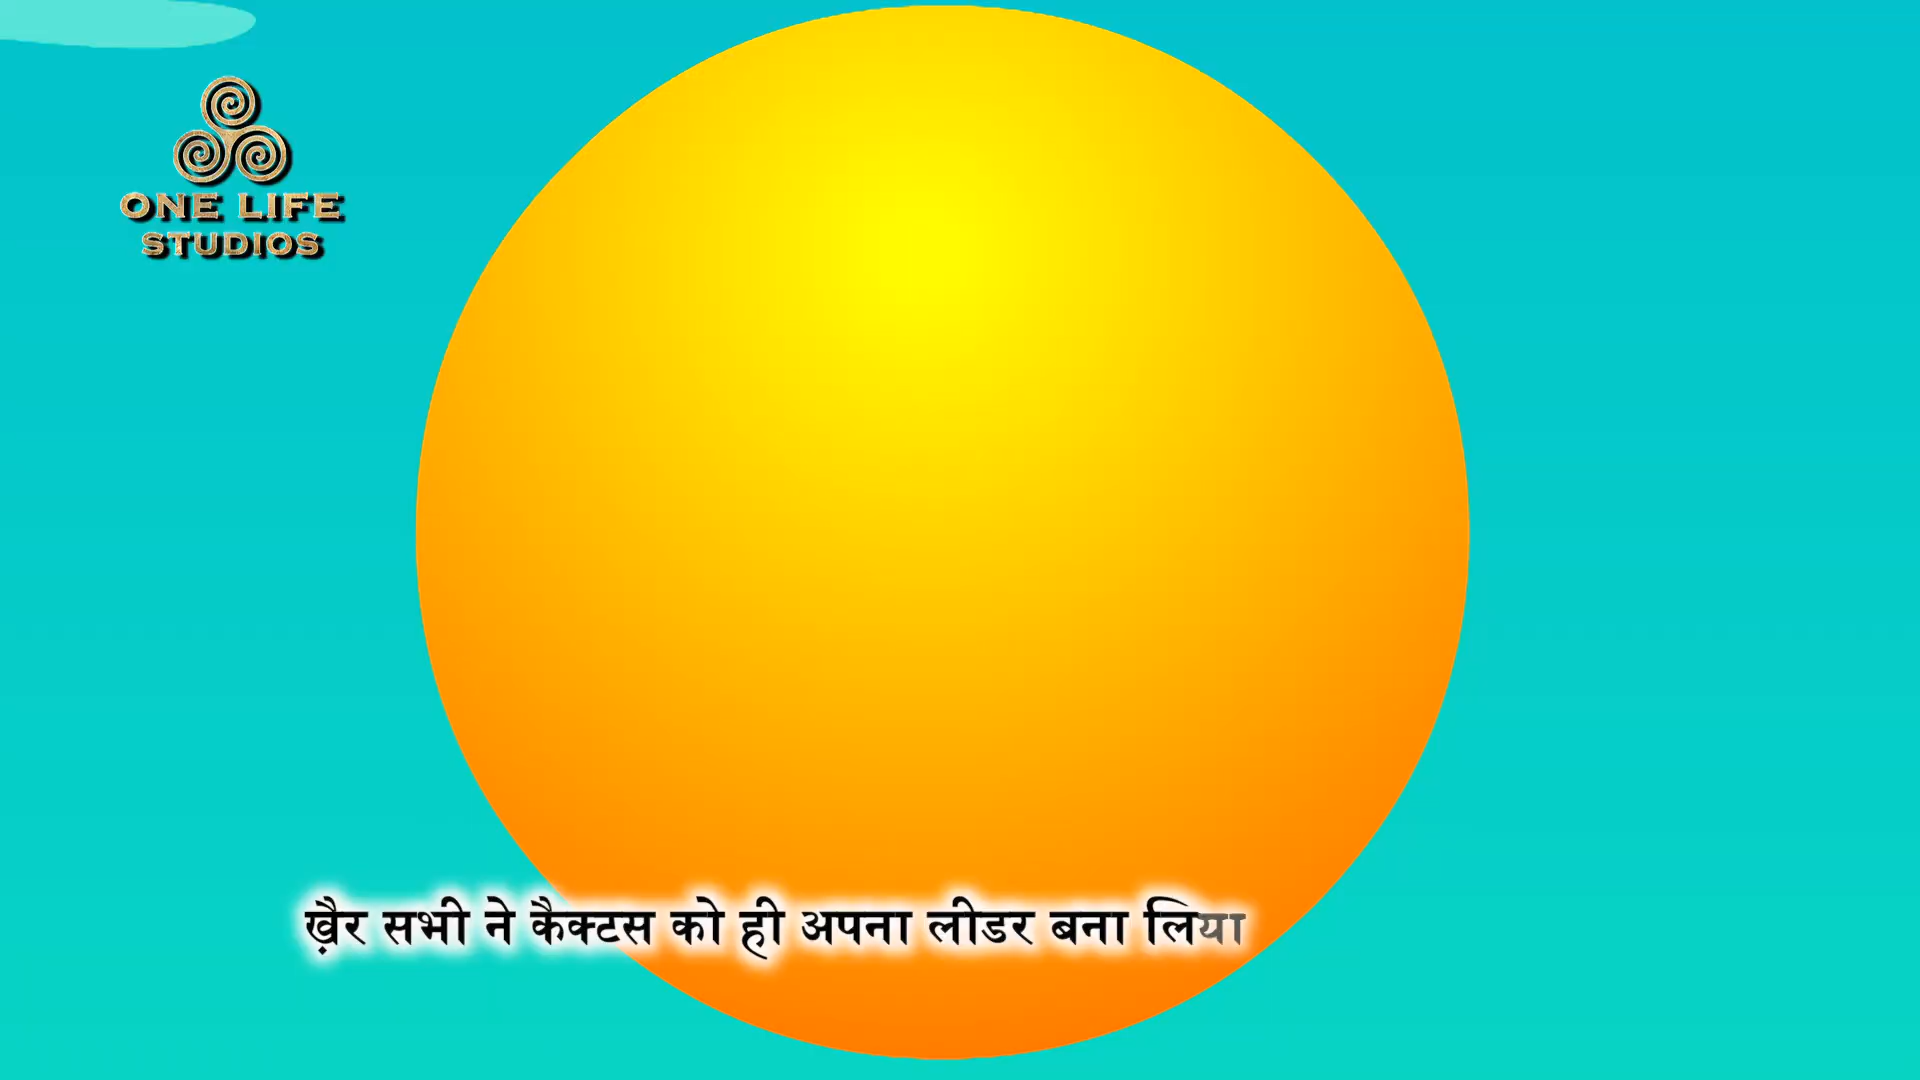 ONE LIFE
STUDIOS
ख़ैर सभी ने कैक्टस को ही अपना लीडर बना लिया